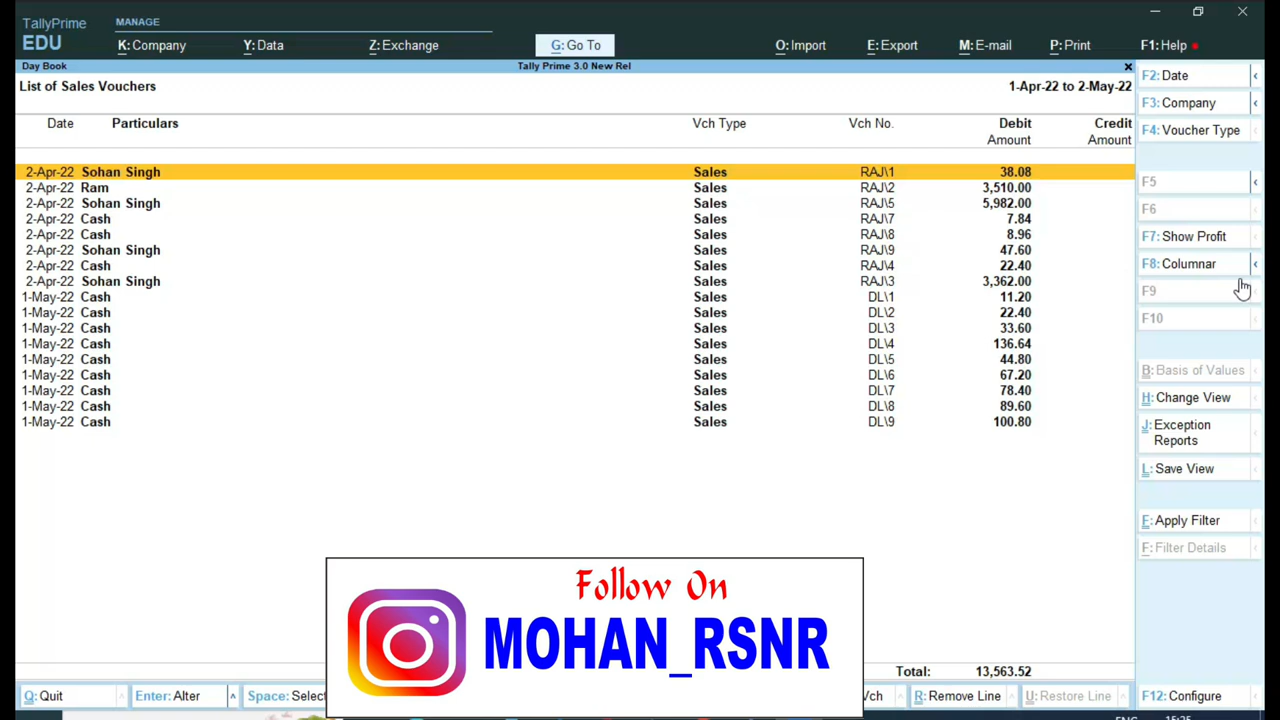 TallyPrime
EDU
MANAGE
K: Company Y: Data Z: Exchange G: Go To O: Import E: Export M: E-mail P: Print F1: Help
Day Book Tally Prime 3.0 New Rel
List of Sales Vouchers 1-Apr-22 to 2-May-22
Date Particulars Vch Type Vch No. Debit Credit
Amount Amount
2-Apr-22 Sohan Singh Sales RAJ\1 38.08
2-Apr-22 Ram Sales RAJ\2 3,510.00
2-Apr-22 Sohan Singh Sales RAJ\5 5,982.00
2-Apr-22 Cash Sales RAJ\7 7.84
2-Apr-22 Cash Sales RAJ\8 8.96
2-Apr-22 Sohan Singh Sales RAJ\9 47.60
2-Apr-22 Cash Sales RAJ\4 22.40
2-Apr-22 Sohan Singh Sales RAJ\3 3,362.00
1-May-22 Cash Sales DL\1 11.20
1-May-22 Cash Sales DL\2 22.40
1-May-22 Cash Sales DL\3 33.60
1-May-22 Cash Sales DL\4 136.64
1-May-22 Cash Sales DL\5 44.80
1-May-22 Cash Sales DL\6 67.20
1-May-22 Cash Sales DL\7 78.40
1-May-22 Cash Sales DL\8 89.60
1-May-22 Cash Sales DL\9 100.80
Total: 13,563.52
F2: Date
F3: Company
F4: Voucher Type
F5
F6
F7: Show Profit
F8: Columnar
F9
F10
B: Basis of Values
H: Change View
J: Exception
Reports
L: Save View
F: Apply Filter
F: Filter Details
F12: Configure
Follow On
MOHAN_RSNR
Q: Quit Enter: Alter Space: Select Vch R: Remove Line U: Restore Line